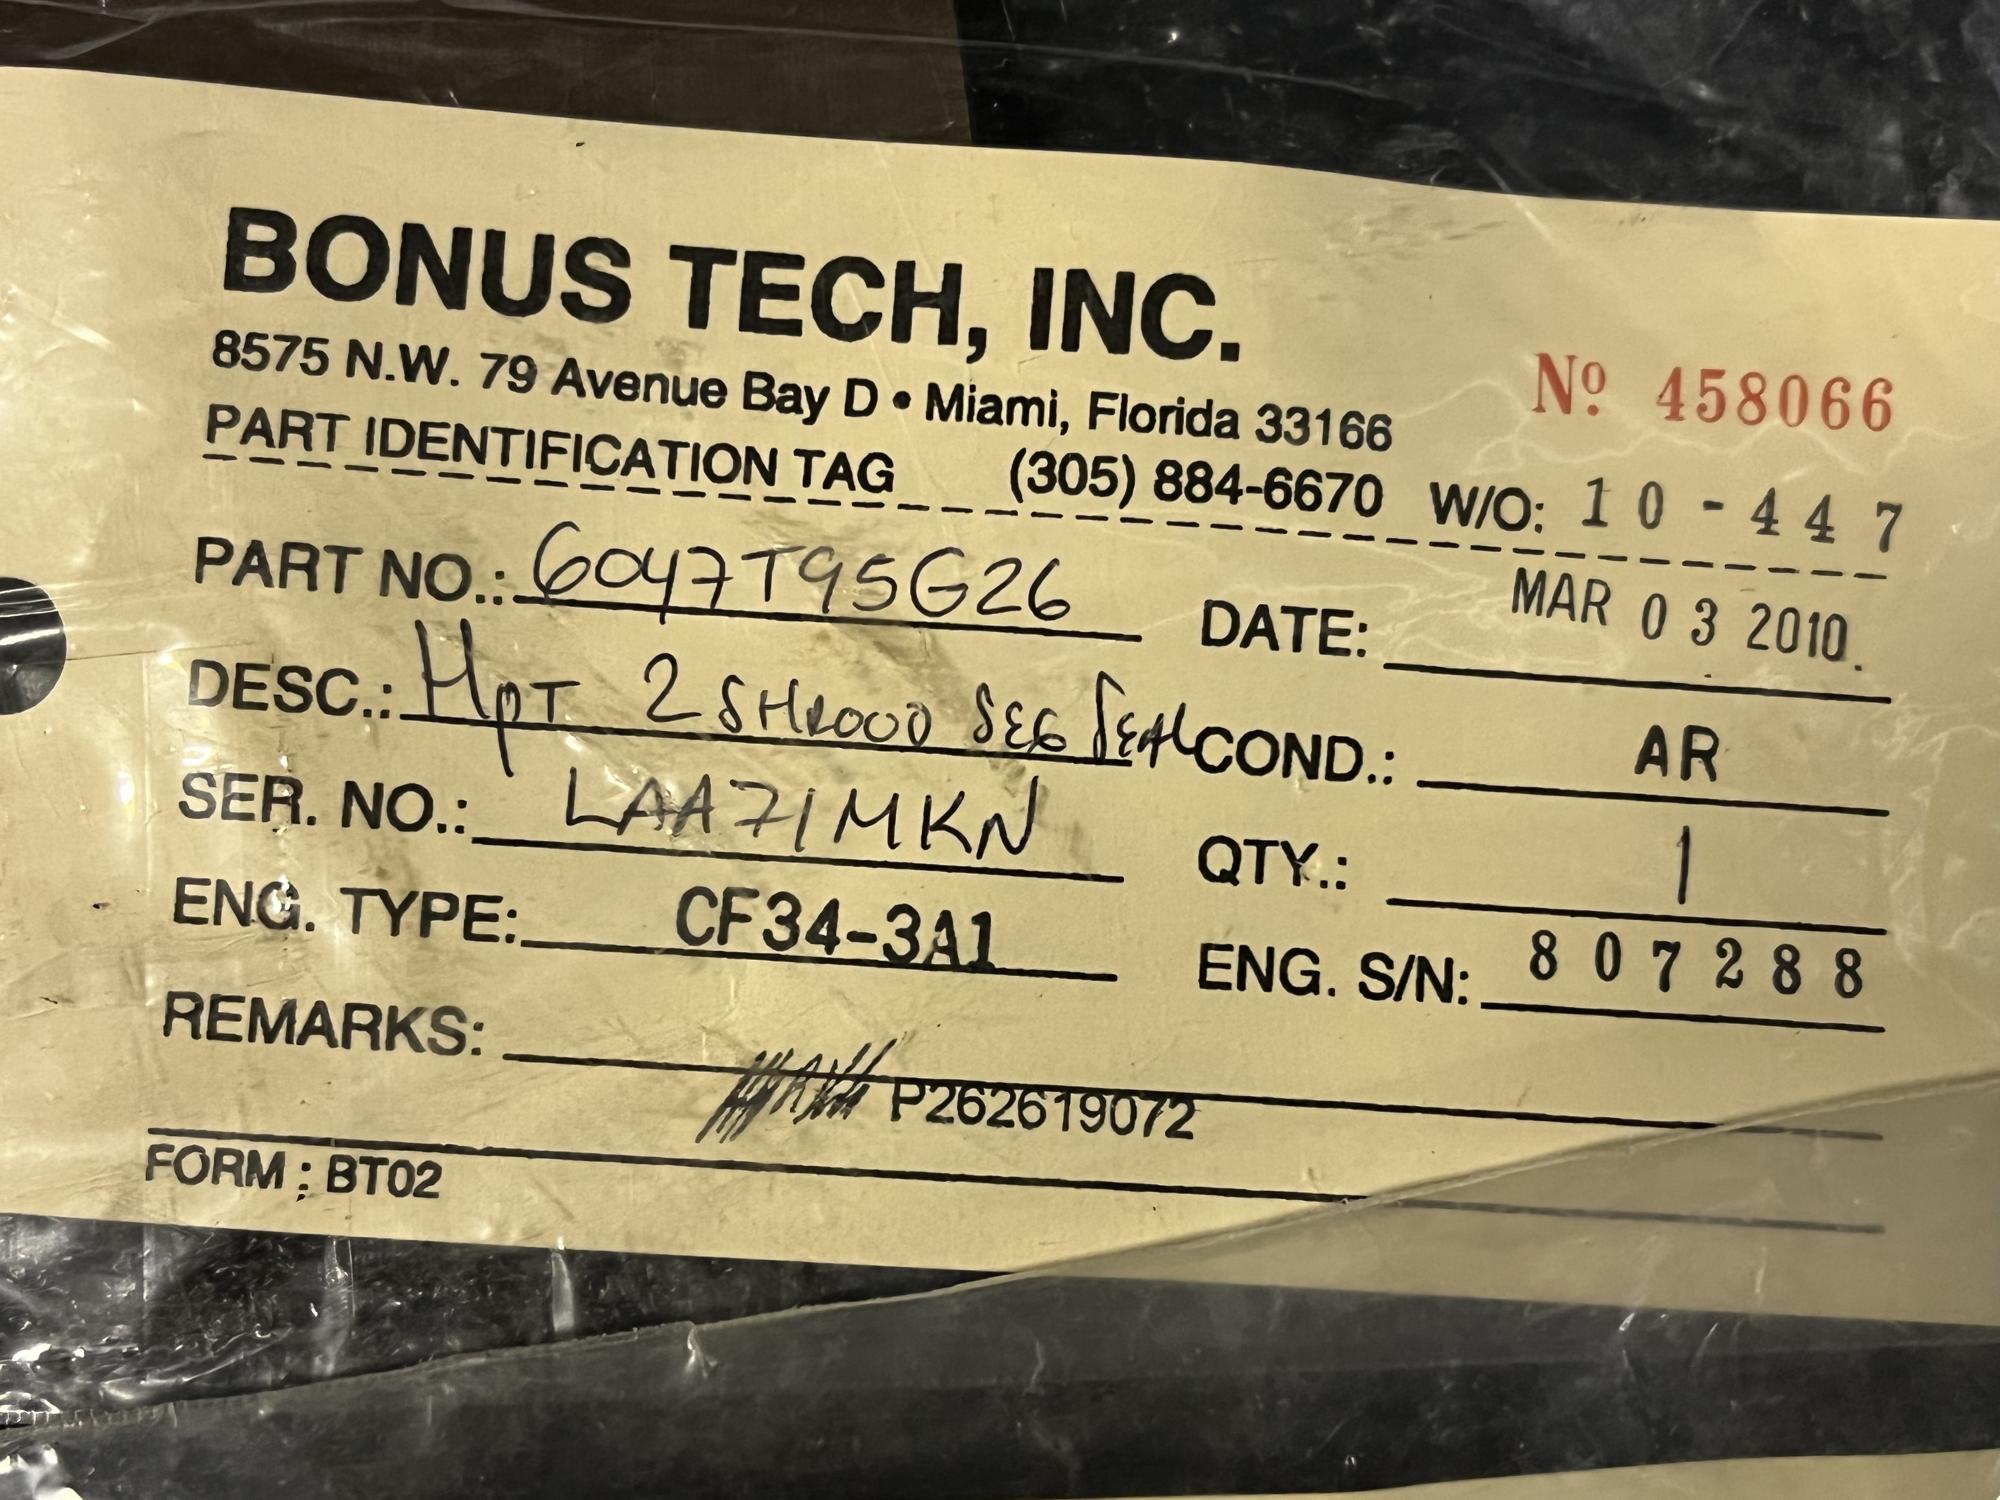 BONUS TECH, INC.
8575 N.W. 79 Avenue Bay D • Miami, Florida 33166
Nº 458066
PART IDENTIFICATION TAG (305) 884-6670 W/O: 10-447
PART NO.: 6047T95G26 DATE: MAR 03 2010.
DESC.: HPT 2 SHROUD SEG SEAL COND.: AR
SER. NO.: LAA71MKN QTY.: 1
ENG. TYPE: CF34-3A1 ENG. S/N: 807288
REMARKS:
P262619072
FORM : BT02